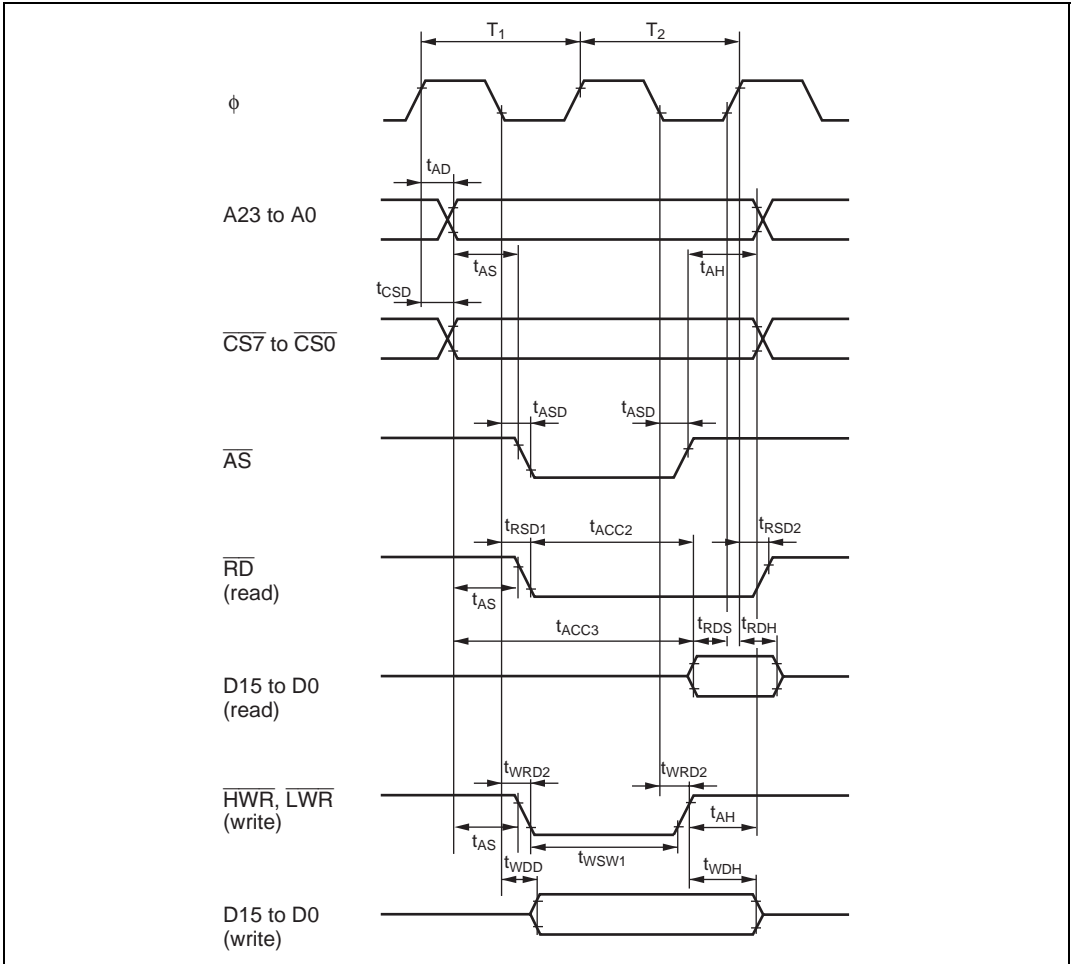 T1 T2
φ
tAD
A23 to A0
tAS tAH
tCSD
CS7 to CS0
tASD tASD
AS
tRSD1 tACC2 tRSD2
RD
(read)
tAS
tACC3 tRDS tRDH
D15 to D0
(read)
tWRD2 tWRD2
HWR, LWR
(write)
tAH
tAS
tWSW1
tWDD tWDH
D15 to D0
(write)